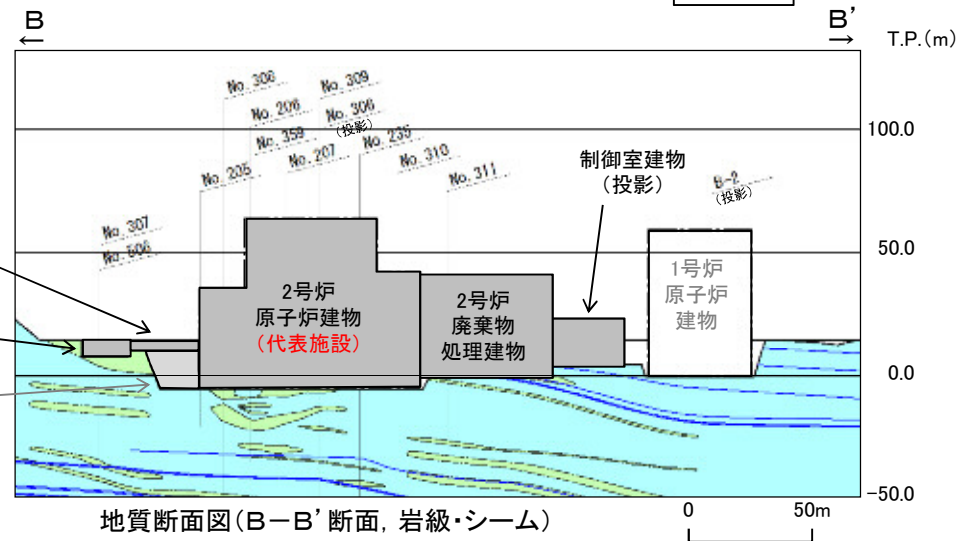 B
B’
T.P.(m)
No. 308
No. 309
No. 206
No. 306
(投影)
No. 359
No. 235
No. 207
No. 310
No. 205
No. 311
制御室建物
(投影)
B-2
(投影)
100.0
No. 307
No. 506
50.0
2号炉
原子炉建物
(代表施設)
2号炉
廃棄物
処理建物
1号炉
原子炉
建物
0.0
-50.0
地質断面図(B-B’断面, 岩級・シーム)
0 50m